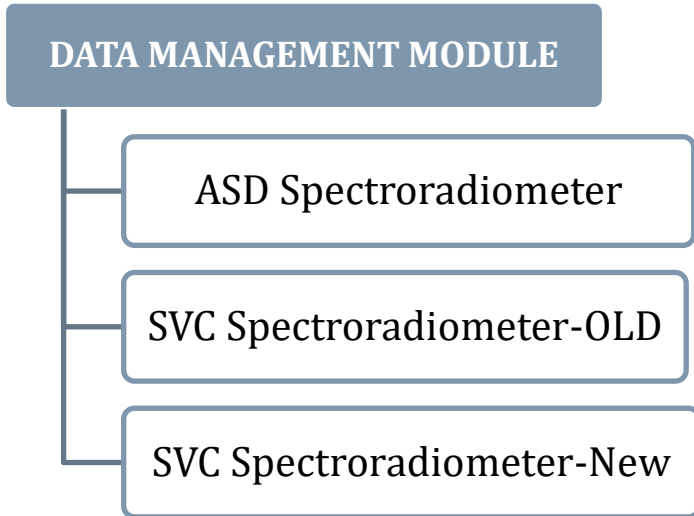 DATA MANAGEMENT MODULE
ASD Spectroradiometer
SVC Spectroradiometer-OLD
SVC Spectroradiometer-New